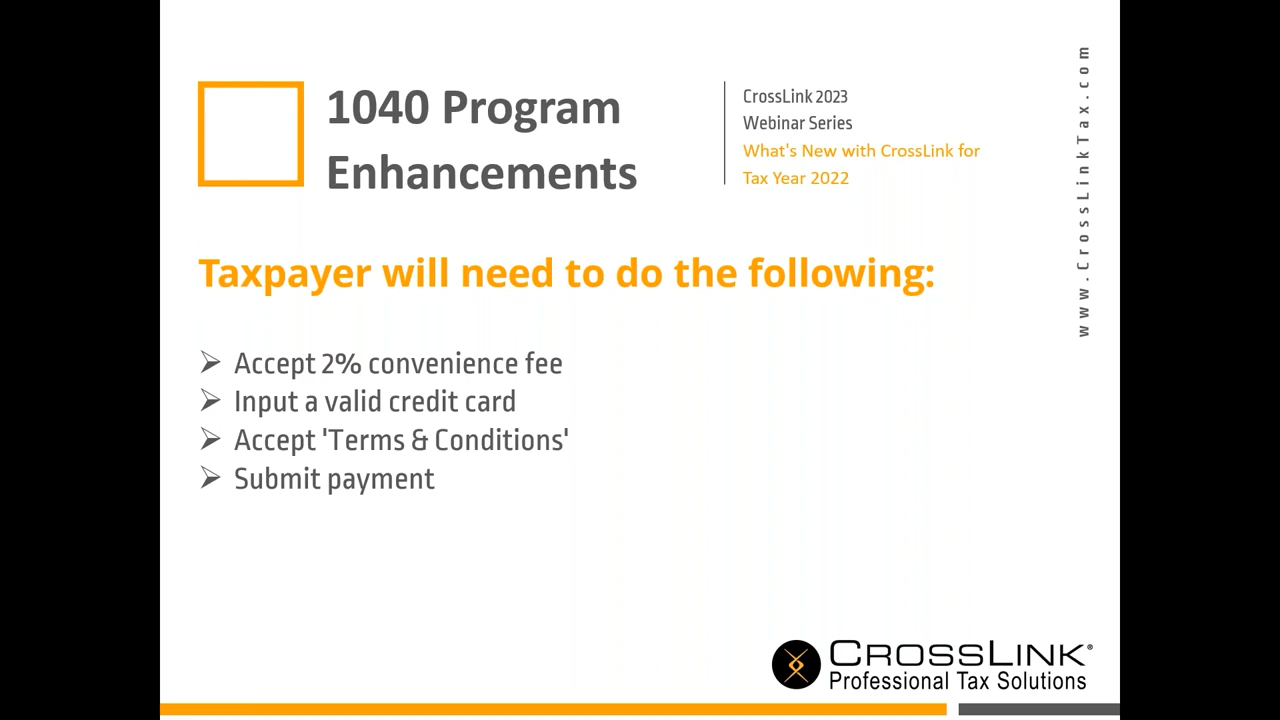 1040 Program
Enhancements
CrossLink 2023
Webinar Series
What's New with CrossLink for
Tax Year 2022
www.CrossLinkTax.com
Taxpayer will need to do the following:
Accept 2% convenience fee
Input a valid credit card
Accept 'Terms & Conditions'
Submit payment
CROSSLINK®
Professional Tax Solutions